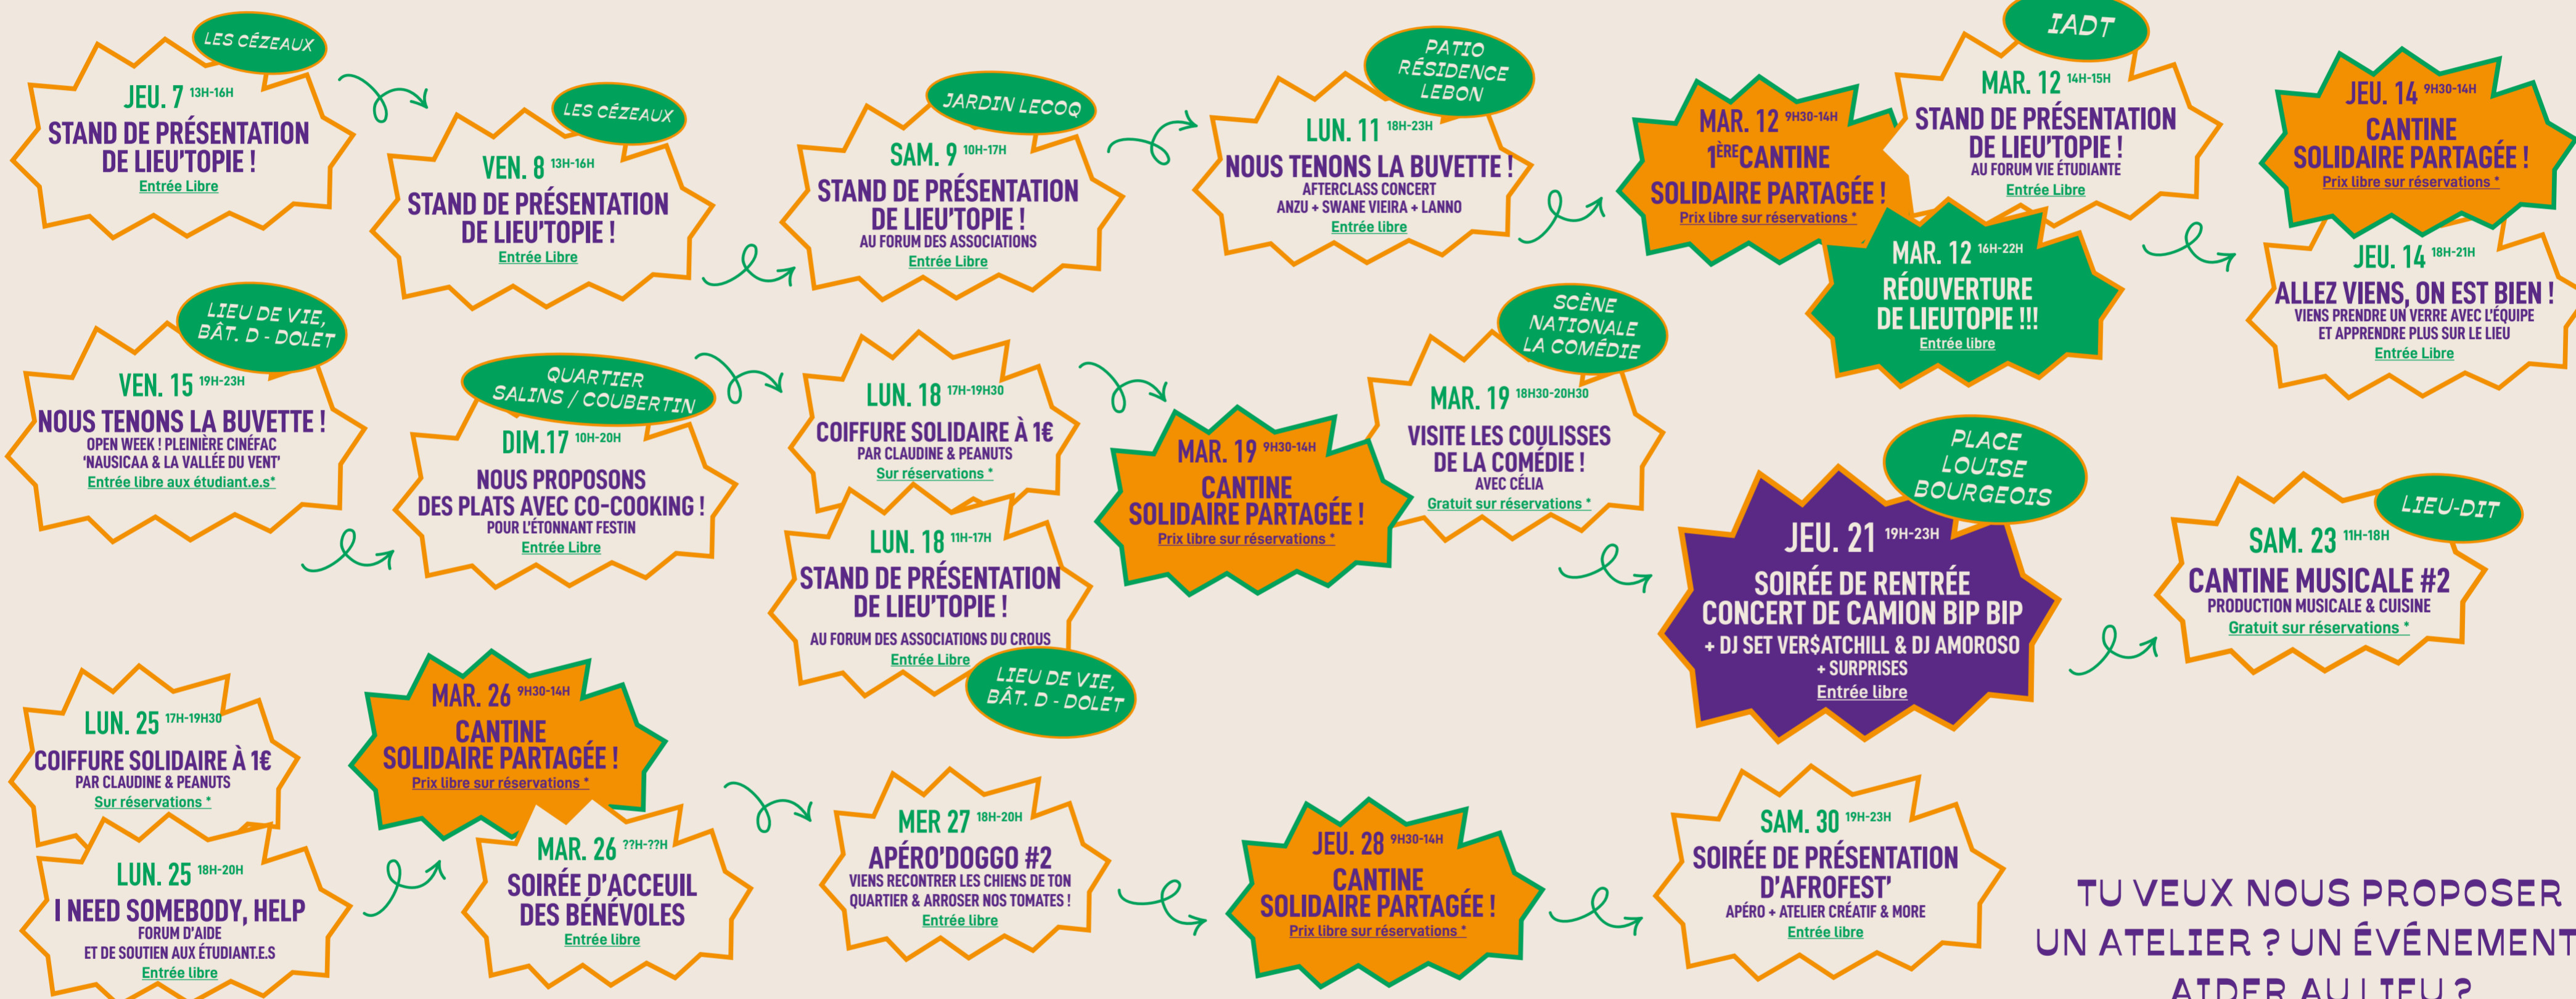 LES CÉZEAUX
JEU. 7 13H-16H
STAND DE PRÉSENTATION
DE LIEU'TOPIE !
Entrée Libre
LES CÉZEAUX
VEN. 8 13H-16H
STAND DE PRÉSENTATION
DE LIEU'TOPIE !
Entrée Libre
JARDIN LECOQ
SAM. 9 10H-17H
STAND DE PRÉSENTATION
DE LIEU'TOPIE !
AU FORUM DES ASSOCIATIONS
Entrée Libre
PATIO
RÉSIDENCE
LEBON
LUN. 11 18H-23H
NOUS TENONS LA BUVETTE !
AFTERCLASS CONCERT
ANZU + SWANE VIEIRA + LANNO
Entrée libre
MAR. 12 9H30-14H
1ÈRE CANTINE
SOLIDAIRE PARTAGÉE !
Prix libre sur réservations *
IADT
MAR. 12 14H-15H
STAND DE PRÉSENTATION
DE LIEU'TOPIE !
AU FORUM VIE ÉTUDIANTE
Entrée Libre
MAR. 12 16H-22H
RÉOUVERTURE
DE LIEUTOPIE !!!
Entrée libre
JEU. 14 9H30-14H
CANTINE
SOLIDAIRE PARTAGÉE !
Prix libre sur réservations *
JEU. 14 18H-21H
ALLEZ VIENS, ON EST BIEN !
VIENS PRENDRE UN VERRE AVEC L'ÉQUIPE
ET APPRENDRE PLUS SUR LE LIEU
Entrée Libre
LIEU DE VIE,
BÂT. D - DOLET
VEN. 15 19H-23H
NOUS TENONS LA BUVETTE !
OPEN WEEK ! PLEINIÈRE CINÉFAC
'NAUSICAA & LA VALLÉE DU VENT'
Entrée libre aux étudiant.e.s*
QUARTIER
SALINS / COUBERTIN
DIM.17 10H-20H
NOUS PROPOSONS
DES PLATS AVEC CO-COOKING !
POUR L'ÉTONNANT FESTIN
Entrée Libre
LUN. 18 17H-19H30
COIFFURE SOLIDAIRE À 1€
PAR CLAUDINE & PEANUTS
Sur réservations *
LUN. 18 11H-17H
STAND DE PRÉSENTATION
DE LIEU'TOPIE !
AU FORUM DES ASSOCIATIONS DU CROUS
Entrée Libre
LIEU DE VIE,
BÂT. D - DOLET
MAR. 19 9H30-14H
CANTINE
SOLIDAIRE PARTAGÉE !
Prix libre sur réservations *
SCÈNE
NATIONALE
LA COMÉDIE
MAR. 19 18H30-20H30
VISITE LES COULISSES
DE LA COMÉDIE !
AVEC CÉLIA
Gratuit sur réservations *
PLACE
LOUISE
BOURGEOIS
JEU. 21 19H-23H
SOIRÉE DE RENTRÉE
CONCERT DE CAMION BIP BIP
+ DJ SET VER$ATCHILL & DJ AMOROSO
+ SURPRISES
Entrée libre
LIEU-DIT
SAM. 23 11H-18H
CANTINE MUSICALE #2
PRODUCTION MUSICALE & CUISINE
Gratuit sur réservations *
LUN. 25 17H-19H30
COIFFURE SOLIDAIRE À 1€
PAR CLAUDINE & PEANUTS
Sur réservations *
LUN. 25 18H-20H
I NEED SOMEBODY, HELP
FORUM D'AIDE
ET DE SOUTIEN AUX ÉTUDIANT.E.S
Entrée libre
MAR. 26 9H30-14H
CANTINE
SOLIDAIRE PARTAGÉE !
Prix libre sur réservations *
MAR. 26 ??H-??H
SOIRÉE D'ACCEUIL
DES BÉNÉVOLES
Entrée libre
MER 27 18H-20H
APÉRO'DOGGO #2
VIENS RECONTRER LES CHIENS DE TON
QUARTIER & ARROSER NOS TOMATES !
Entrée libre
JEU. 28 9H30-14H
CANTINE
SOLIDAIRE PARTAGÉE !
Prix libre sur réservations *
SAM. 30 19H-23H
SOIRÉE DE PRÉSENTATION
D'AFROFEST'
APÉRO + ATELIER CRÉATIF & MORE
Entrée libre
TU VEUX NOUS PROPOSER
UN ATELIER ? UN ÉVÉNEMENT
AIDER AU LIEU ?